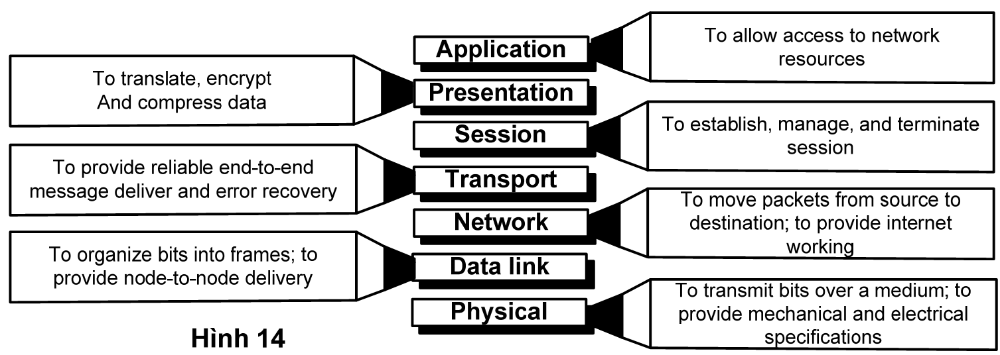 Application
To allow access to network
resources
To translate, encrypt
And compress data
Presentation
Session
To establish, manage, and terminate
session
To provide reliable end-to-end
message deliver and error recovery
Transport
Network
To move packets from source to
destination; to provide internet
working
To organize bits into frames; to
provide node-to-node delivery
Data link
Physical
To transmit bits over a medium; to
provide mechanical and electrical
specifications
Hình 14